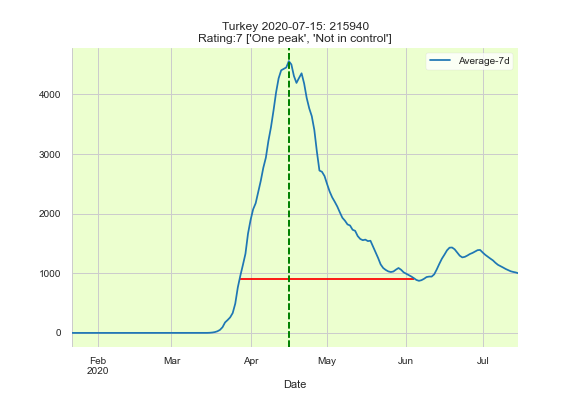 Turkey 2020-07-15: 215940
Rating:7 ['One peak', 'Not in control']
Average-7d
4000
3000
2000
1000
0
Feb
2020
Mar
Apr
May
Jun
Jul
Date